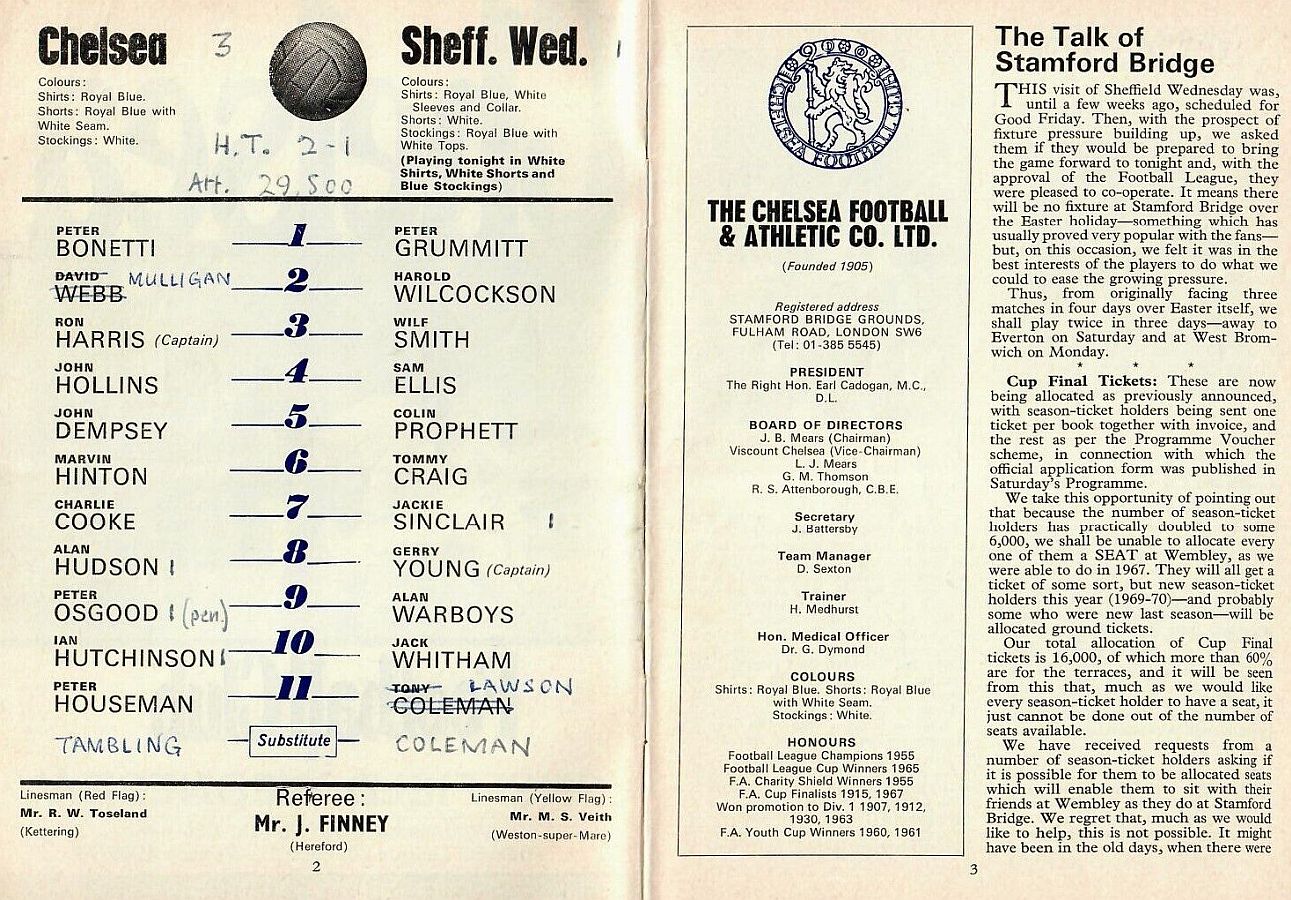 Chelsea 3
Colours:
Shirts: Royal Blue.
Shorts: Royal Blue with
White Seam.
Stockings: White.
Sheff. Wed. 1
Colours:
Shirts: Royal Blue, White
Sleeves and Collar.
Shorts: White.
Stockings: Royal Blue with
White Tops.
(Playing tonight in White
Shirts, White Shorts and
Blue Stockings)
H.T. 2-1
Att. 29,500
PETER
BONETTI
1
PETER
GRUMMITT
DAVID
WEBB MULLIGAN
2
HAROLD
WILCOCKSON
RON
HARRIS (Captain)
3
WILF
SMITH
JOHN
HOLLINS
4
SAM
ELLIS
JOHN
DEMPSEY
5
COLIN
PROPHETT
MARVIN
HINTON
6
TOMMY
CRAIG
CHARLIE
COOKE
7
JACKIE
SINCLAIR 1
ALAN
HUDSON 1
8
GERRY
YOUNG (Captain)
PETER
OSGOOD 1 (pen.)
9
ALAN
WARBOYS
IAN
HUTCHINSON 1
10
JACK
WHITHAM
PETER
HOUSEMAN
11
TONY LAWSON
COLEMAN
TAMBLING
Substitute
COLEMAN
Linesman (Red Flag):
Mr. R. W. Toseland
(Kettering)
Referee:
Mr. J. FINNEY
(Hereford)
Linesman (Yellow Flag):
Mr. M. S. Veith
(Weston-super-Mare)
2
CHELSEA FOOTBALL
THE CHELSEA FOOTBALL
& ATHLETIC CO. LTD.
(Founded 1905)
Registered address
STAMFORD BRIDGE GROUNDS,
FULHAM ROAD, LONDON SW6
(Tel: 01-385 5545)
PRESIDENT
The Right Hon. Earl Cadogan, M.C.,
D.L.
BOARD OF DIRECTORS
J. B. Mears (Chairman)
Viscount Chelsea (Vice-Chairman)
L. J. Mears
G. M. Thomson
R. S. Attenborough, C.B.E.
Secretary
J. Battersby
Team Manager
D. Sexton
Trainer
H. Medhurst
Hon. Medical Officer
Dr. G. Dymond
COLOURS
Shirts: Royal Blue. Shorts: Royal Blue
with White Seam.
Stockings: White.
HONOURS
Football League Champions 1955
Football League Cup Winners 1965
F.A. Charity Shield Winners 1955
F.A. Cup Finalists 1915, 1967
Won promotion to Div. 1 1907, 1912,
1930, 1963
F.A. Youth Cup Winners 1960, 1961
The Talk of
Stamford Bridge
THIS visit of Sheffield Wednesday was,
until a few weeks ago, scheduled for
Good Friday. Then, with the prospect of
fixture pressure building up, we asked
them if they would be prepared to bring
the game forward to tonight and, with the
approval of the Football League, they
were pleased to co-operate. It means there
will be no fixture at Stamford Bridge over
the Easter holiday—something which has
usually proved very popular with the fans—
but, on this occasion, we felt it was in the
best interests of the players to do what we
could to ease the growing pressure.
Thus, from originally facing three
matches in four days over Easter itself, we
shall play twice in three days—away to
Everton on Saturday and at West Brom-
wich on Monday.
* * *
Cup Final Tickets: These are now
being allocated as previously announced,
with season-ticket holders being sent one
ticket per book together with invoice, and
the rest as per the Programme Voucher
scheme, in connection with which the
official application form was published in
Saturday's Programme.
We take this opportunity of pointing out
that because the number of season-ticket
holders has practically doubled to some
6,000, we shall be unable to allocate every
one of them a SEAT at Wembley, as we
were able to do in 1967. They will all get a
ticket of some sort, but new season-ticket
holders this year (1969-70)—and probably
some who were new last season—will be
allocated ground tickets.
Our total allocation of Cup Final
tickets is 16,000, of which more than 60%
are for the terraces, and it will be seen
from this that, much as we would like
every season-ticket holder to have a seat, it
just cannot be done out of the number of
seats available.
We have received requests from a
number of season-ticket holders asking if
it is possible for them to be allocated seats
which will enable them to sit with their
friends at Wembley as they do at Stamford
Bridge. We regret that, much as we would
like to help, this is not possible. It might
have been in the old days, when there were
3